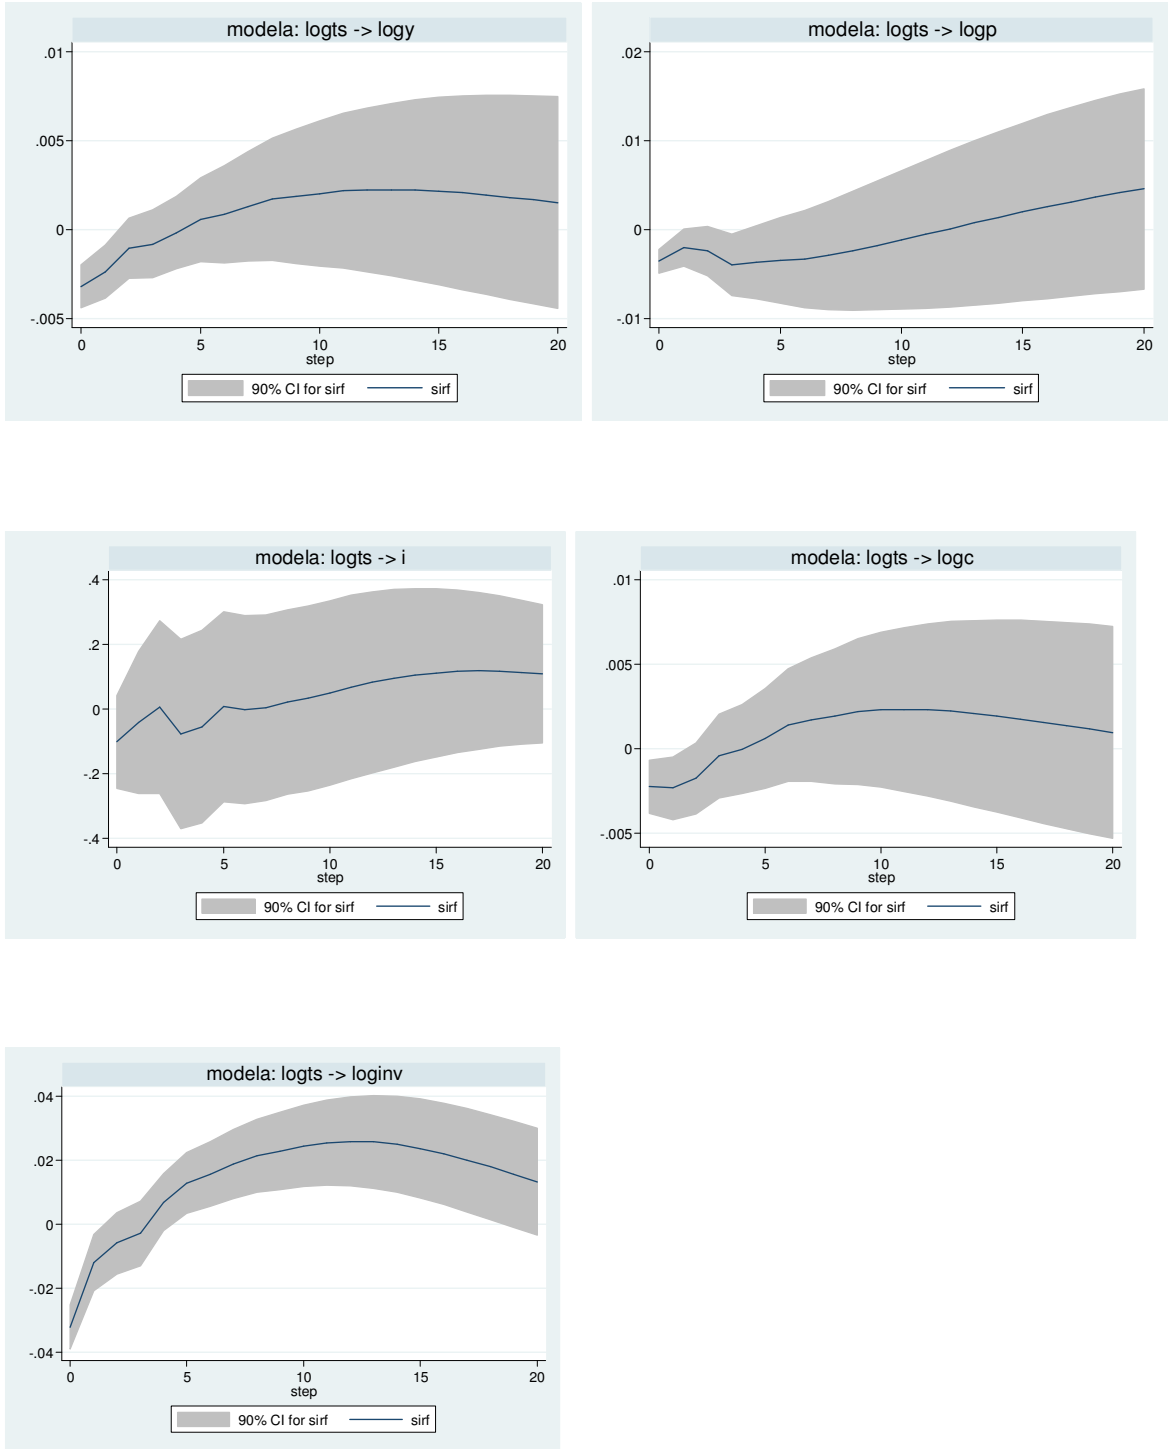 modela: logts -> logy
.01
.005
0
-.005
0 5 10 15 20
step
90% CI for sirf sirf
modela: logts -> logp
.02
.01
0
-.01
0 5 10 15 20
step
90% CI for sirf sirf
modela: logts -> i
.4
.2
0
-.2
-.4
0 5 10 15 20
step
90% CI for sirf sirf
modela: logts -> logc
.01
.005
0
-.005
0 5 10 15 20
step
90% CI for sirf sirf
modela: logts -> loginv
.04
.02
0
-.02
-.04
0 5 10 15 20
step
90% CI for sirf sirf